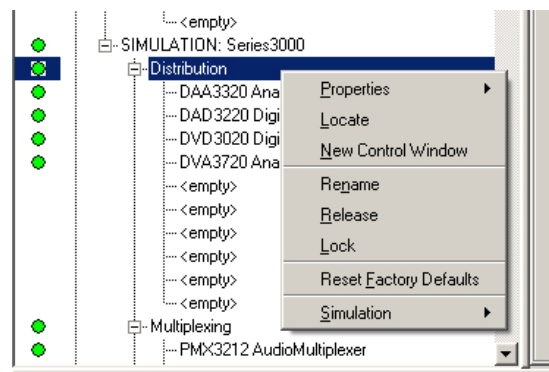 <empty>
SIMULATION: Series3000
Distribution
DAA3320 Ana
DAD3220 Digi
DVD3020 Digi
DVA3720 Ana
<empty>
<empty>
<empty>
<empty>
<empty>
<empty>
Multiplexing
PMX3212 AudioMultiplexer
Properties
Locate
New Control Window
Rename
Release
Lock
Reset Factory Defaults
Simulation